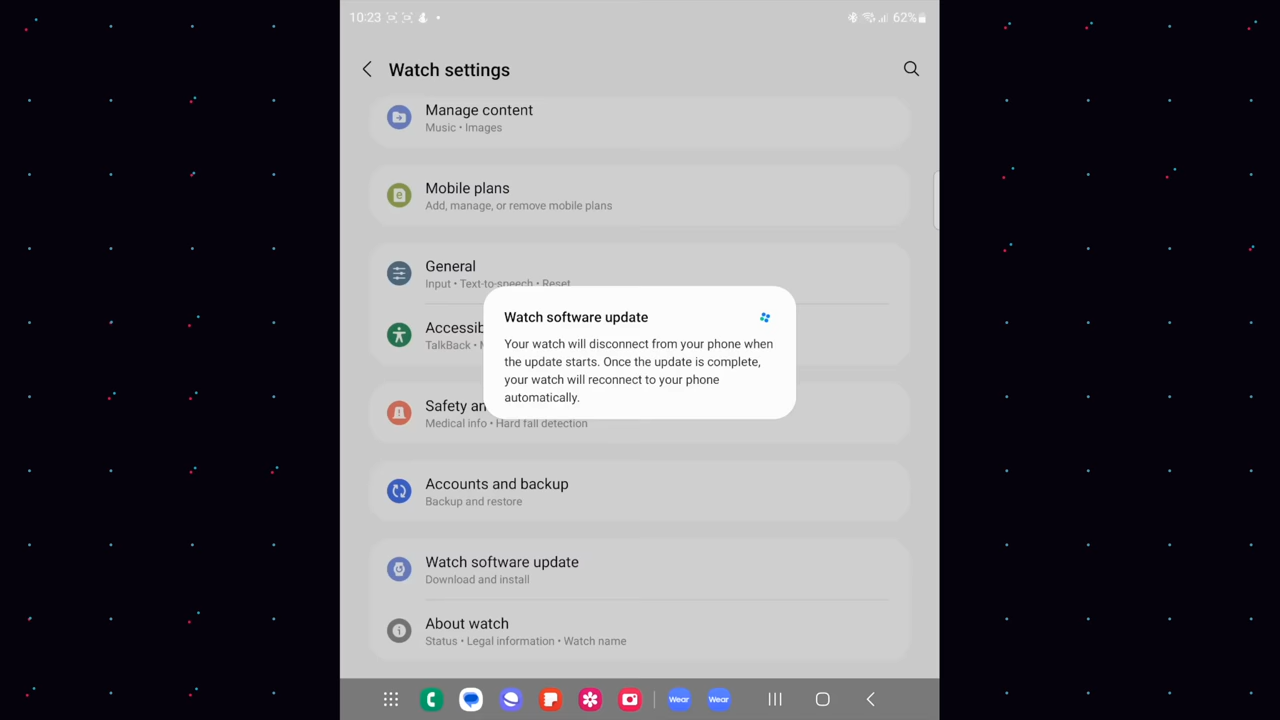 10:23
62%
Watch settings
Manage content
Music • Images
Mobile plans
Add, manage, or remove mobile plans
General
Input • Text-to-speech • Reset
Accessib
TalkBack •
Watch software update
Your watch will disconnect from your phone when
the update starts. Once the update is complete,
your watch will reconnect to your phone
automatically.
Safety an
Medical info • Hard fall detection
Accounts and backup
Backup and restore
Watch software update
Download and install
About watch
Status • Legal information • Watch name
Wear
Wear